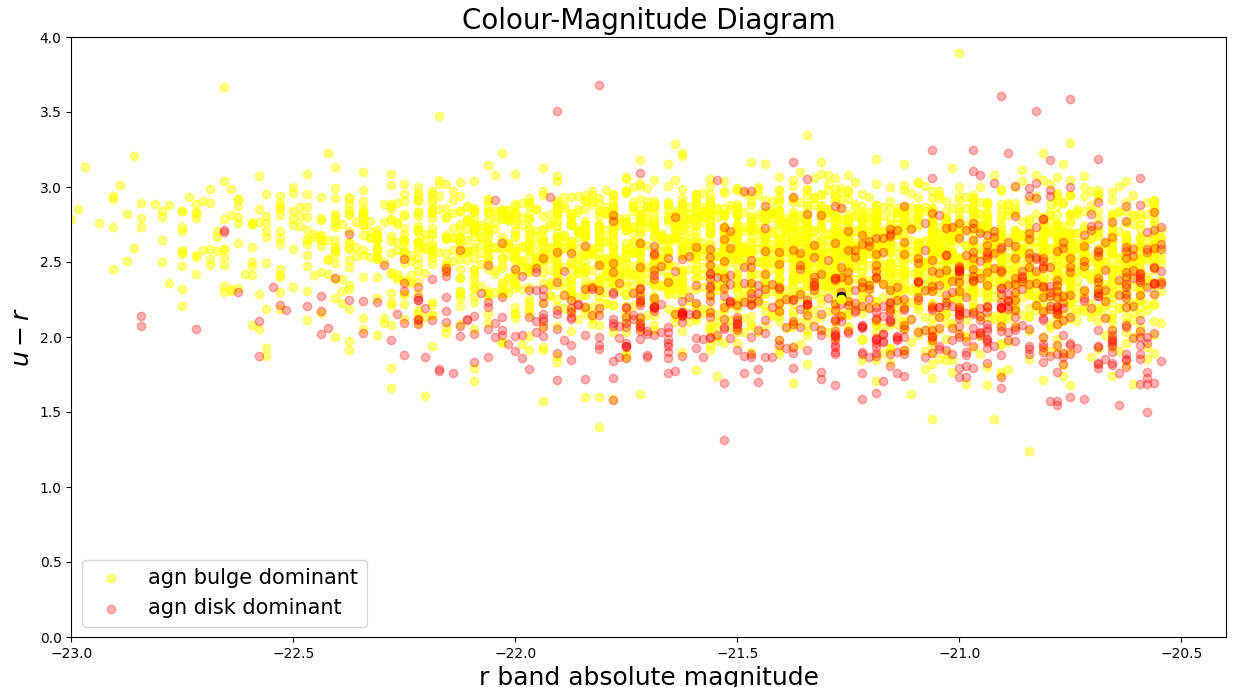 Colour-Magnitude Diagram
4.0
3.5
3.0
2.5
2.0
1.5
1.0
0.5
0.0
u − r
agn bulge dominant
agn disk dominant
−23.0 −22.5 −22.0 −21.5 −21.0 −20.5
r band absolute magnitude